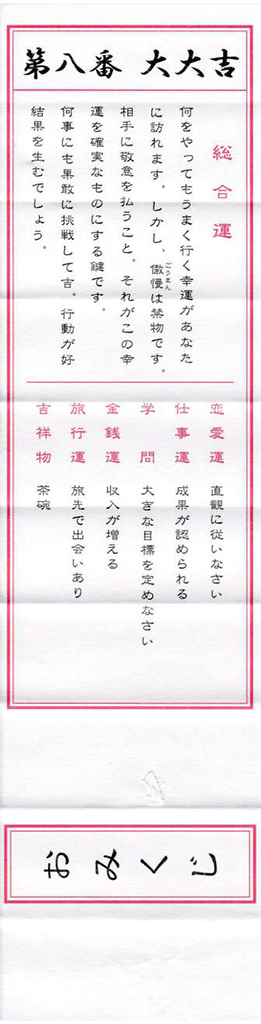 第八番 大大吉
総合運
何をやってもうまく行く幸運があなた
に訪れます。しかし、傲慢は禁物です。
ごうまん
相手に敬意を払うこと。それがこの幸
運を確実なものにする鍵です。
何事にも果敢に挑戦して吉。行動が好
結果を生むでしょう。
恋愛運 直観に従いなさい
仕事運 成果が認められる
学問 大きな目標を定めなさい
金銭運 収入が増える
旅行運 旅先で出会いあり
吉祥物 茶碗
おみくじ